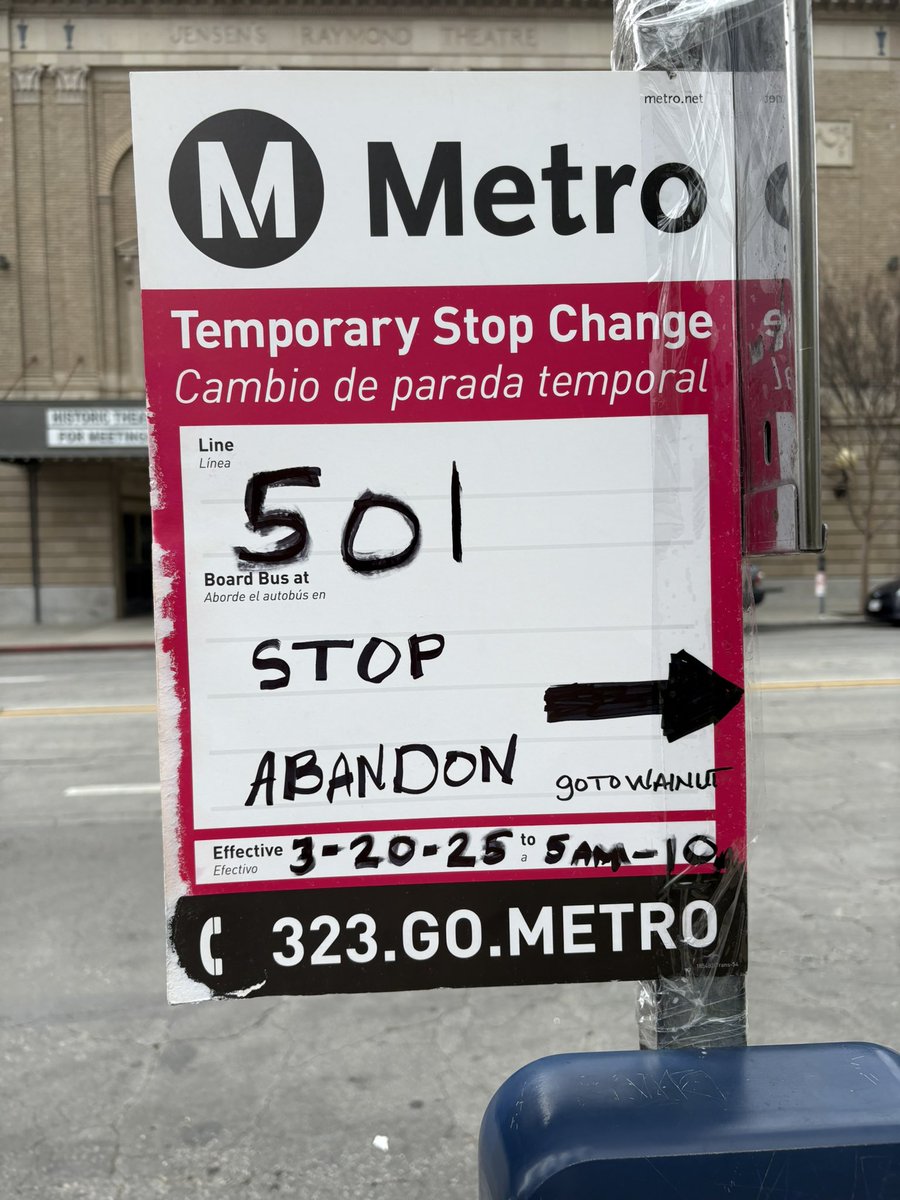 JENSEN'S RAYMOND THEATRE
metro.net
M Metro
Temporary Stop Change
Cambio de parada temporal
HISTORIC THEA
FOR MEETING
Line
Línea
501
Board Bus at
Aborde el autobús en
STOP
ABANDON
GO TO WALNUT
Effective 3-20-25 to 5AM-10
Efectivo a
323.GO.METRO